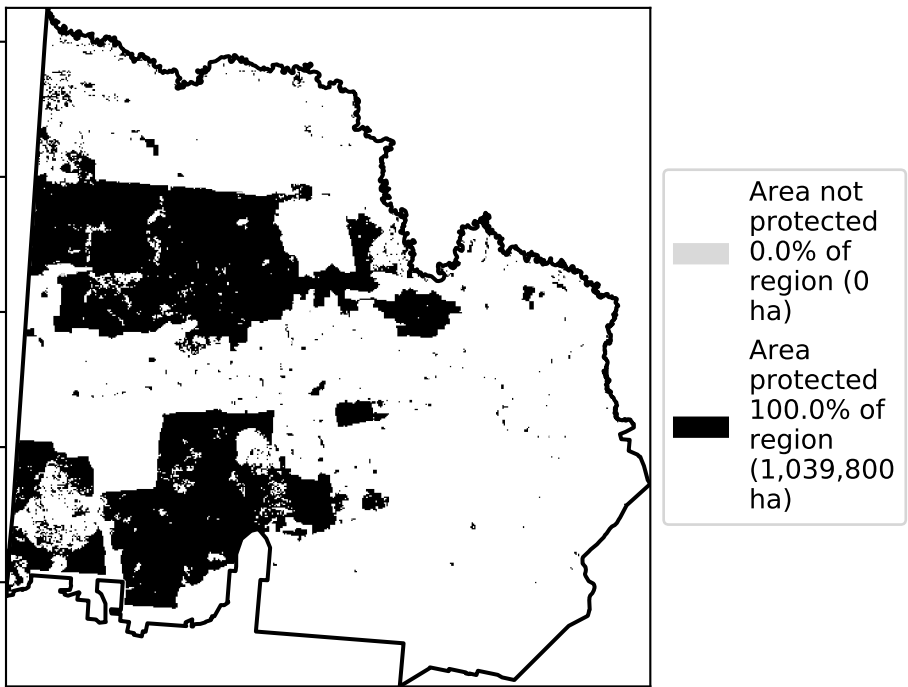 Area not
protected
0.0% of
region (0
ha)
Area
protected
100.0% of
region
(1,039,800
ha)